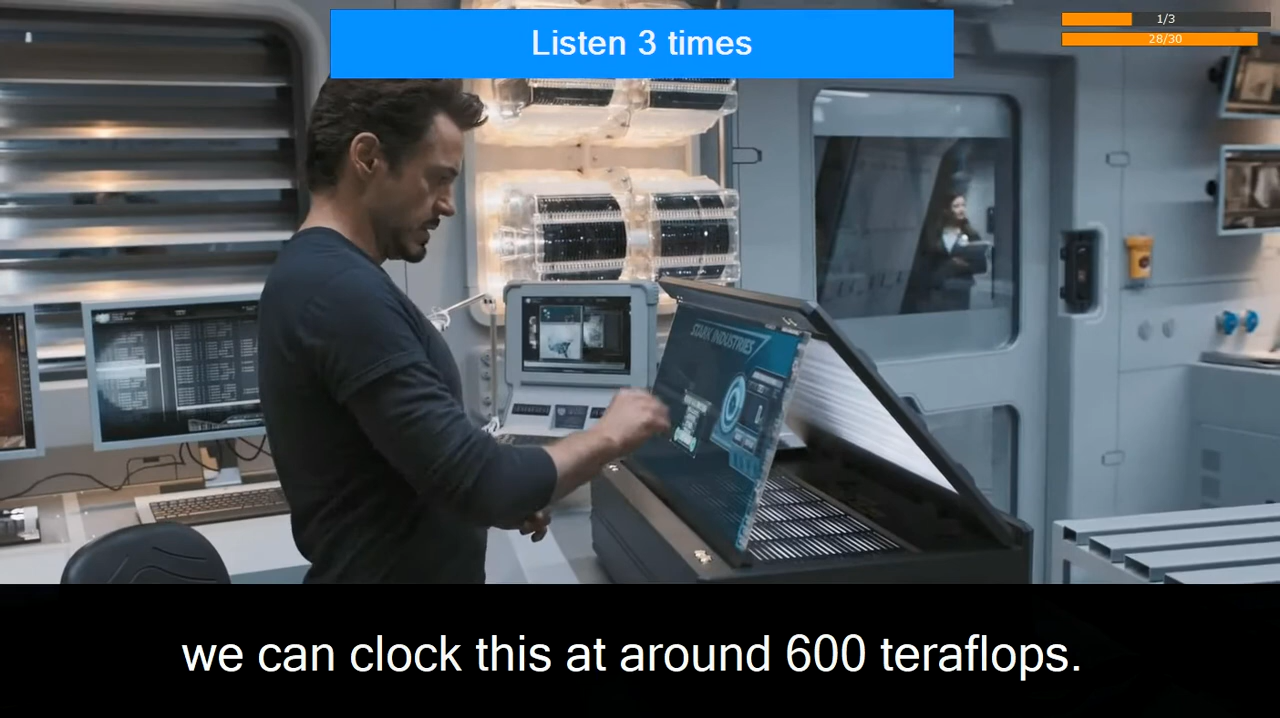 Listen 3 times
1/3
28/30
STARK INDUSTRIES
we can clock this at around 600 teraflops.